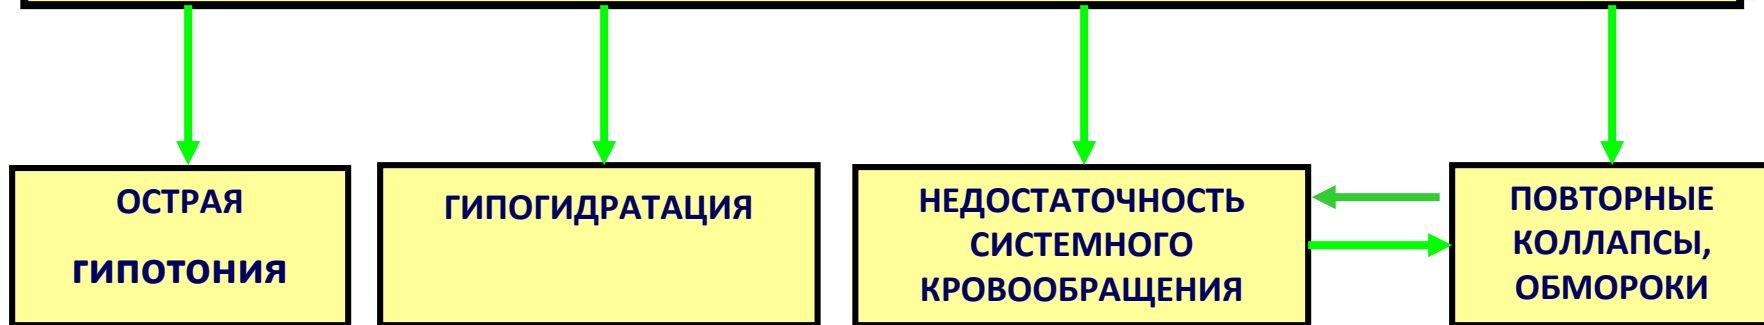 ОСТРАЯ
ГИПОТОНИЯ
ГИПОГИДРАТАЦИЯ
НЕДОСТАТОЧНОСТЬ
СИСТЕМНОГО
КРОВООБРАЩЕНИЯ
ПОВТОРНЫЕ
КОЛЛАПСЫ,
ОБМОРОКИ